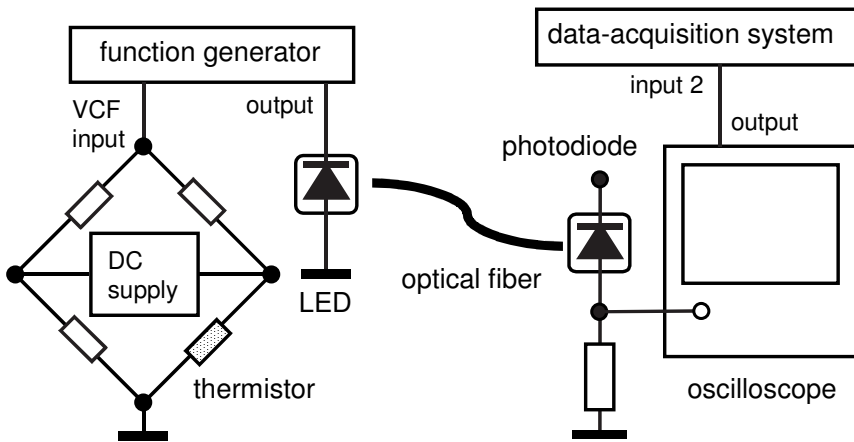 function generator
VCF
input
output
DC
supply
LED
thermistor
optical fiber
photodiode
data-acquisition system
input 2
output
oscilloscope